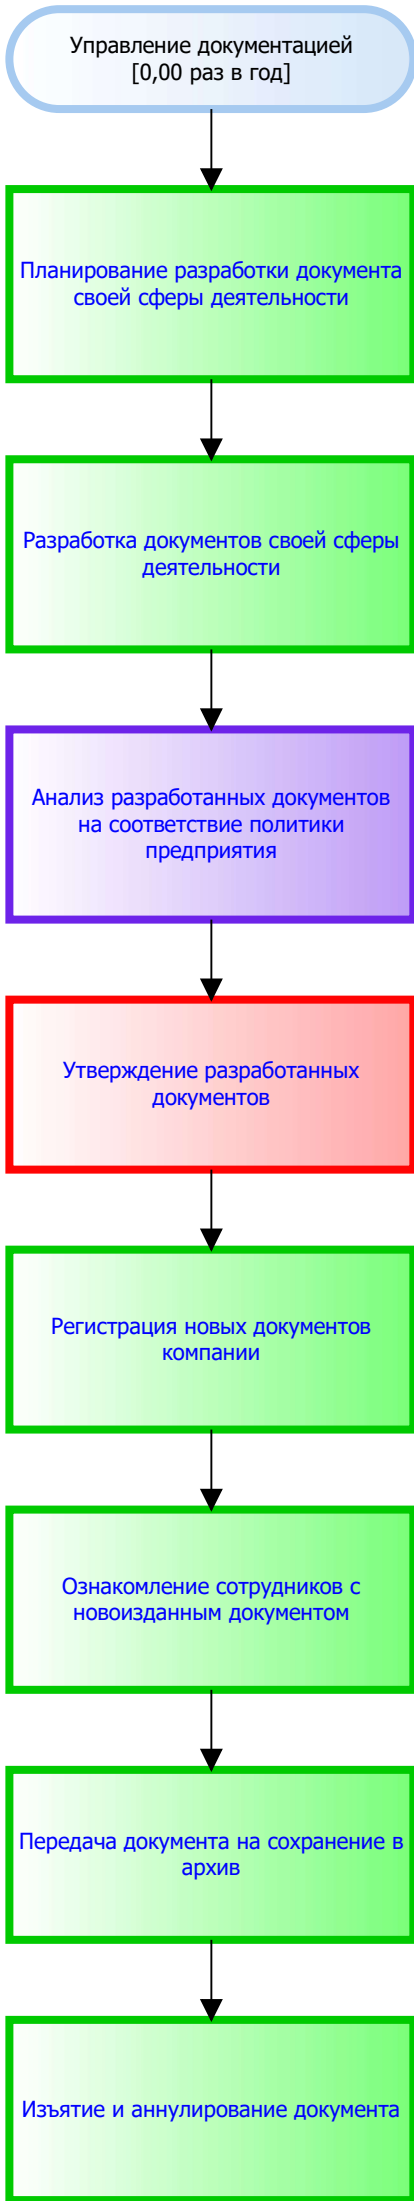 Управление документацией
[0,00 раз в год]
Планирование разработки документа
своей сферы деятельности
Разработка документов своей сферы
деятельности
Анализ разработанных документов
на соответствие политики
предприятия
Утверждение разработанных
документов
Регистрация новых документов
компании
Ознакомление сотрудников с
новоизданным документом
Передача документа на сохранение в
архив
Изъятие и аннулирование документа